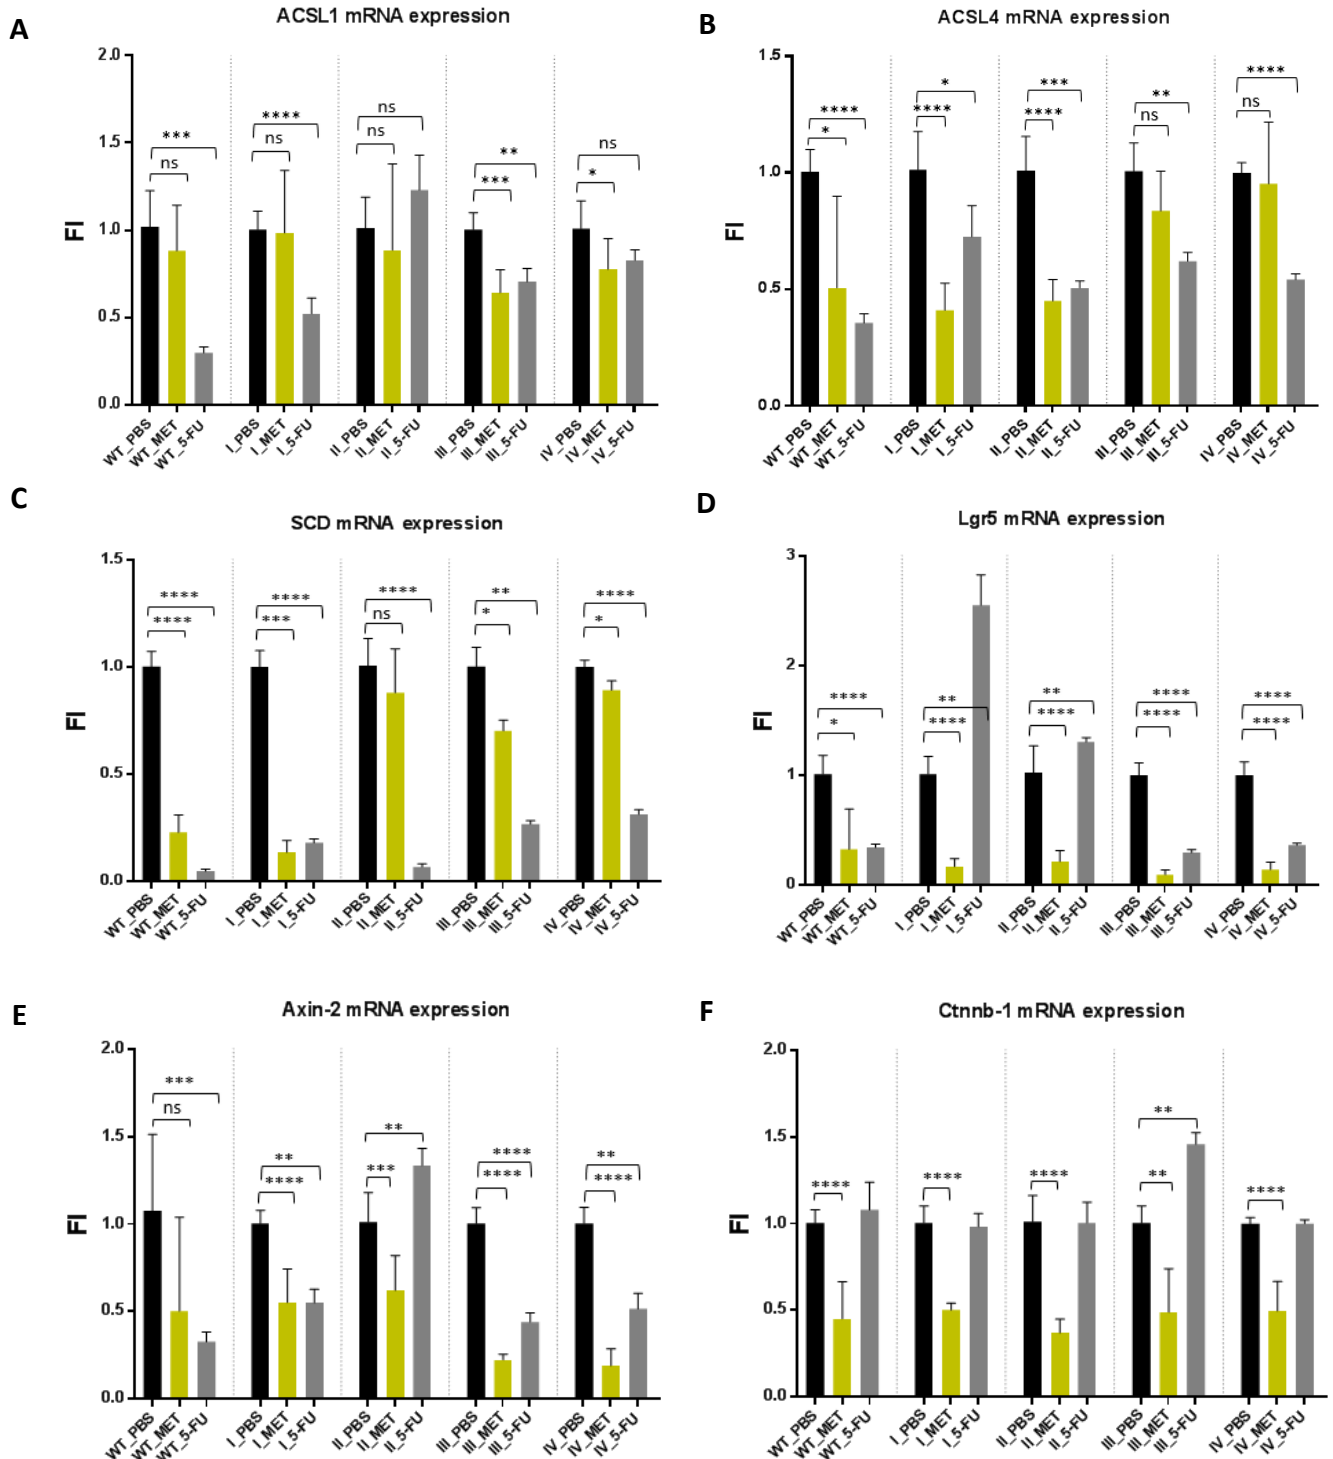 A
ACSL1 mRNA expression
FI
2.0
1.5
1.0
0.5
0.0
***
ns
****
ns
ns
ns
**
***
ns
*
WT_PBS
WT_MET
WT_5-FU
I_PBS
I_MET
I_5-FU
II_PBS
II_MET
II_5-FU
III_PBS
III_MET
III_5-FU
IV_PBS
IV_MET
IV_5-FU
B
ACSL4 mRNA expression
FI
1.5
1.0
0.5
0.0
****
*
*
****
***
****
**
ns
****
ns
WT_PBS
WT_MET
WT_5-FU
I_PBS
I_MET
I_5-FU
II_PBS
II_MET
II_5-FU
III_PBS
III_MET
III_5-FU
IV_PBS
IV_MET
IV_5-FU
C
SCD mRNA expression
FI
1.5
1.0
0.5
0.0
****
****
****
***
****
ns
**
*
****
*
WT_PBS
WT_MET
WT_5-FU
I_PBS
I_MET
I_5-FU
II_PBS
II_MET
II_5-FU
III_PBS
III_MET
III_5-FU
IV_PBS
IV_MET
IV_5-FU
D
Lgr5 mRNA expression
FI
3
2
1
0
****
*
**
****
**
****
****
****
****
****
WT_PBS
WT_MET
WT_5-FU
I_PBS
I_MET
I_5-FU
II_PBS
II_MET
II_5-FU
III_PBS
III_MET
III_5-FU
IV_PBS
IV_MET
IV_5-FU
E
Axin-2 mRNA expression
FI
2.0
1.5
1.0
0.5
0.0
***
ns
**
****
**
***
****
****
**
****
WT_PBS
WT_MET
WT_5-FU
I_PBS
I_MET
I_5-FU
II_PBS
II_MET
II_5-FU
III_PBS
III_MET
III_5-FU
IV_PBS
IV_MET
IV_5-FU
F
Ctnnb-1 mRNA expression
FI
2.0
1.5
1.0
0.5
0.0
****
****
****
**
**
****
WT_PBS
WT_MET
WT_5-FU
I_PBS
I_MET
I_5-FU
II_PBS
II_MET
II_5-FU
III_PBS
III_MET
III_5-FU
IV_PBS
IV_MET
IV_5-FU